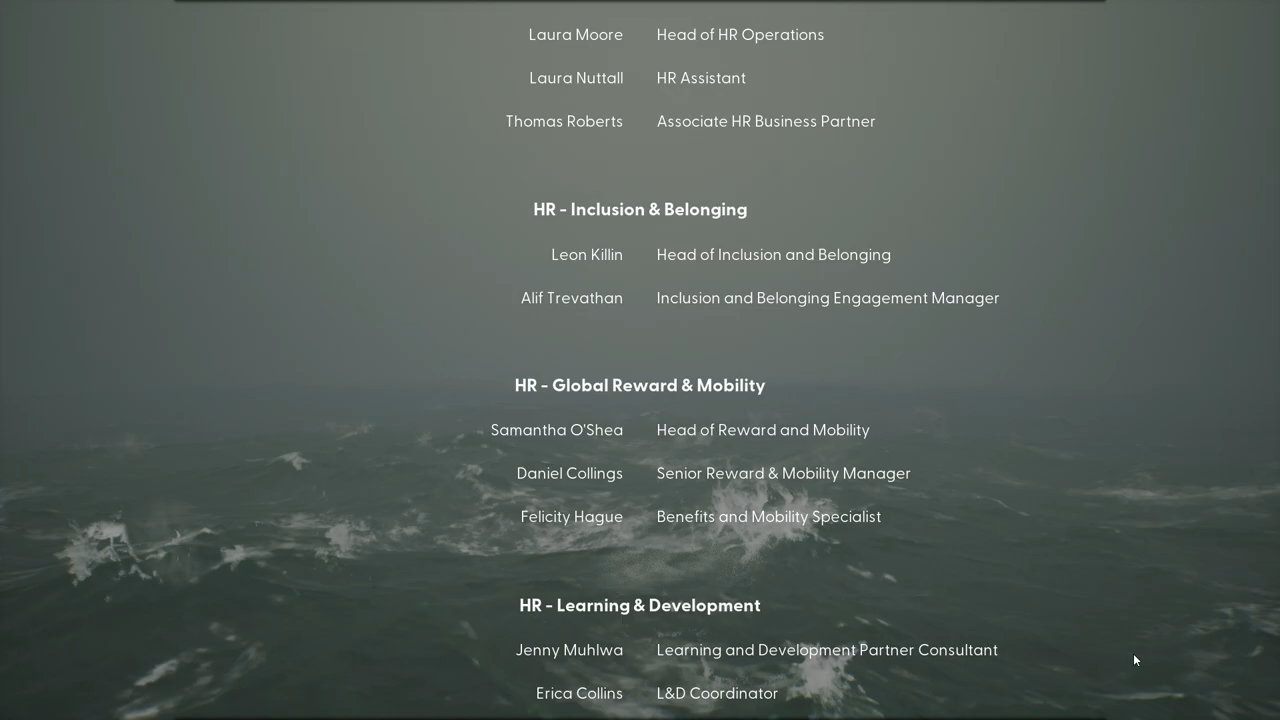 Laura Moore Head of HR Operations
Laura Nuttall HR Assistant
Thomas Roberts Associate HR Business Partner
HR - Inclusion & Belonging
Leon Killin Head of Inclusion and Belonging
Alif Trevathan Inclusion and Belonging Engagement Manager
HR - Global Reward & Mobility
Samantha O'Shea Head of Reward and Mobility
Daniel Collings Senior Reward & Mobility Manager
Felicity Hague Benefits and Mobility Specialist
HR - Learning & Development
Jenny Muhlwa Learning and Development Partner Consultant
Erica Collins L&D Coordinator